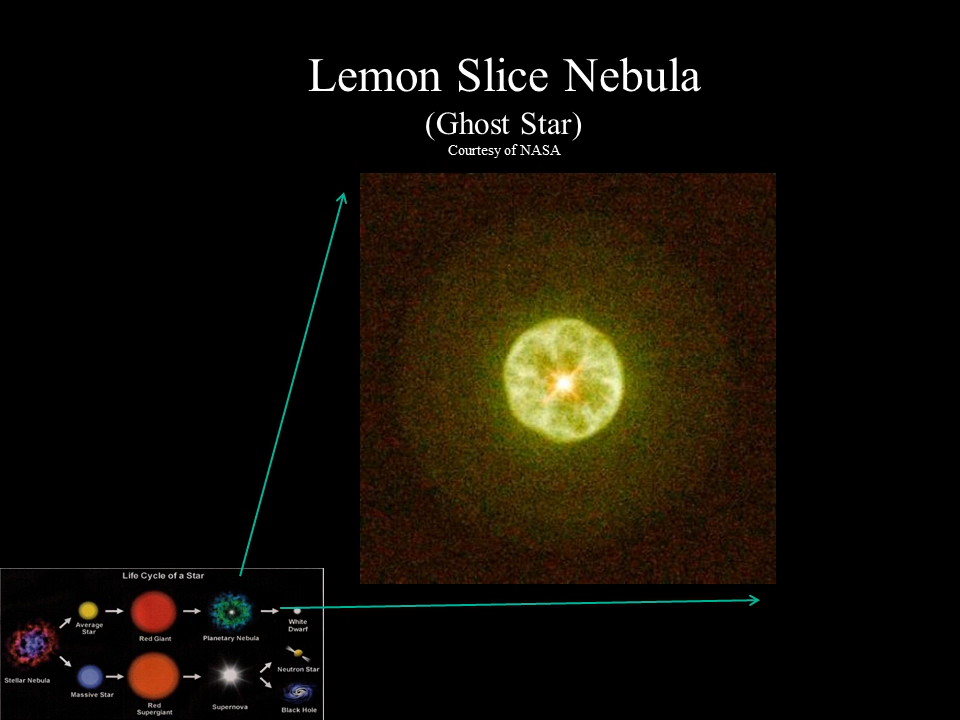 Lemon Slice Nebula
(Ghost Star)
Courtesy of NASA
Life Cycle of a Star
Average
Star
Red Giant
Planetary Nebula
White
Dwarf
Stellar Nebula
Massive Star
Red
Supergiant
Supernova
Neutron Star
Black Hole